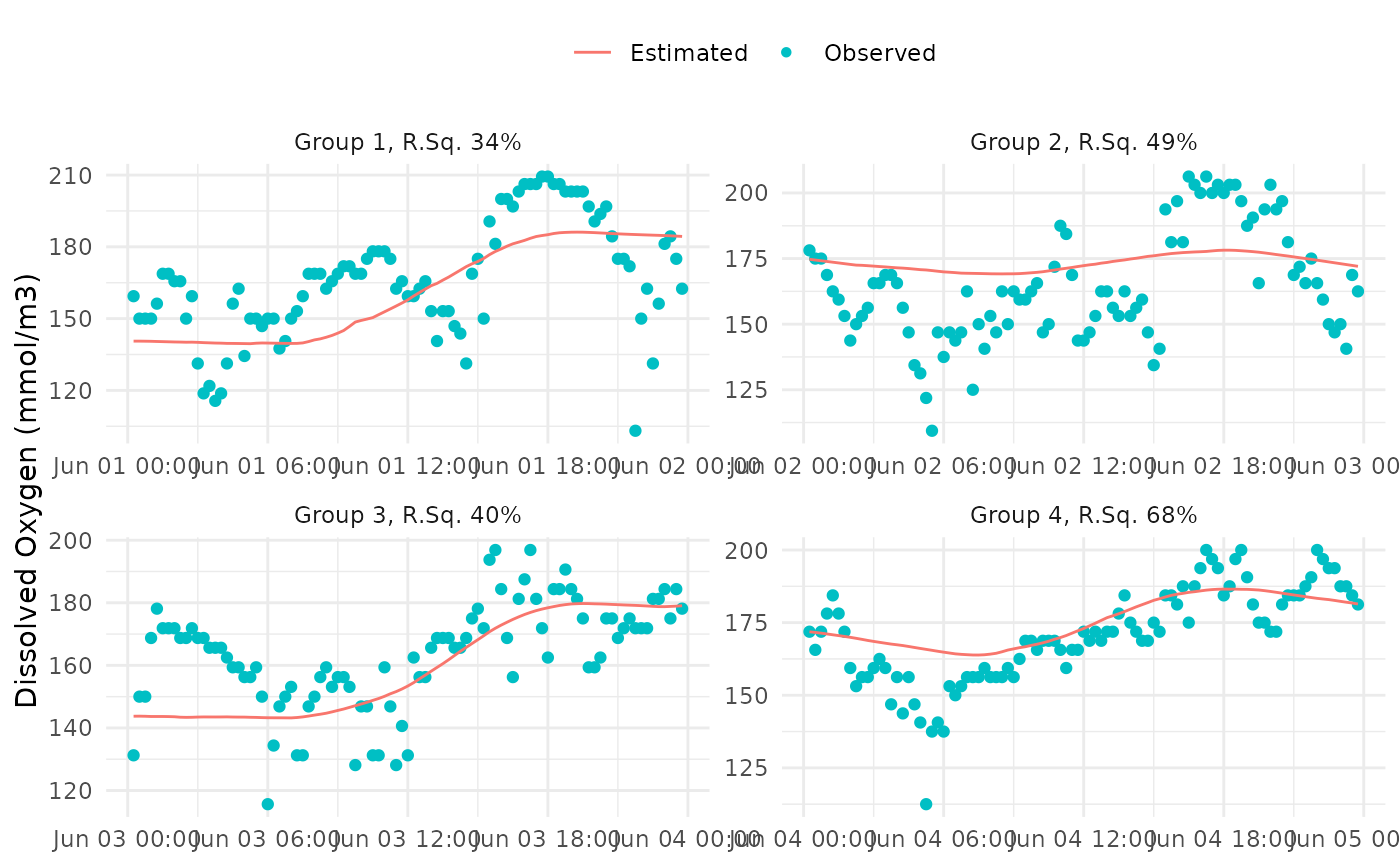 Estimated Observed
Dissolved Oxygen (mmol/m3)
Group 1, R.Sq. 34%
210
180
150
120
Jun 01 00:00 Jun 01 06:00 Jun 01 12:00 Jun 01 18:00 Jun 02 00:00
Group 2, R.Sq. 49%
200
175
150
125
Jun 02 00:00 Jun 02 06:00 Jun 02 12:00 Jun 02 18:00 Jun 03 00
Group 3, R.Sq. 40%
200
180
160
140
120
Jun 03 00:00 Jun 03 06:00 Jun 03 12:00 Jun 03 18:00 Jun 04 00:00
Group 4, R.Sq. 68%
200
175
150
125
Jun 04 00:00 Jun 04 06:00 Jun 04 12:00 Jun 04 18:00 Jun 05 00